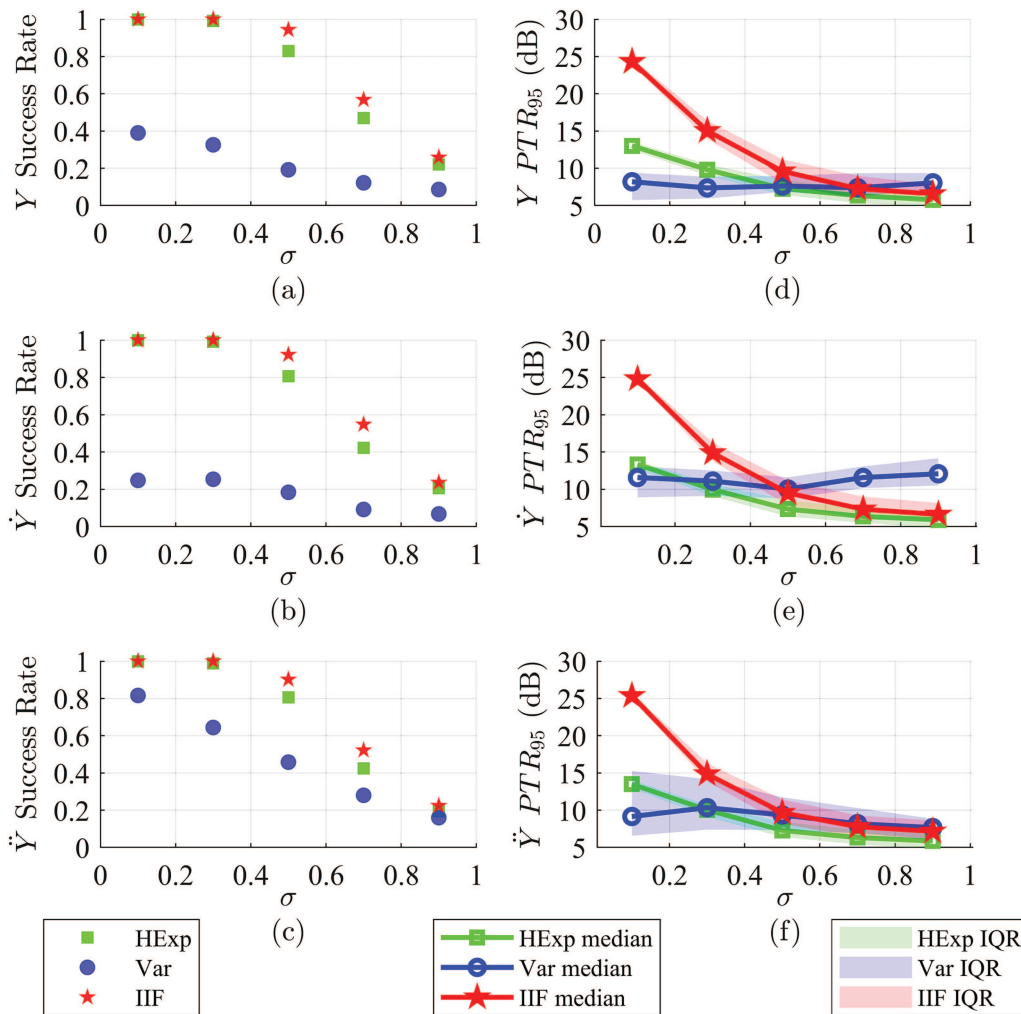 1
0.8
0.6
0.4
0.2
0
Y Success Rate
0 0.2 0.4 0.6 0.8 1
σ
(a)
30
25
20
15
10
5
Y PTR₉₅ (dB)
0 0.2 0.4 0.6 0.8 1
σ
(d)
1
0.8
0.6
0.4
0.2
0
Ẏ Success Rate
0 0.2 0.4 0.6 0.8 1
σ
(b)
30
25
20
15
10
5
Ẏ PTR₉₅ (dB)
0.2 0.4 0.6 0.8 1
σ
(e)
1
0.8
0.6
0.4
0.2
0
Ÿ Success Rate
0 0.2 0.4 0.6 0.8 1
σ
(c)
30
25
20
15
10
5
Ÿ PTR₉₅ (dB)
0 0.2 0.4 0.6 0.8 1
σ
(f)
HExp
Var
IIF
HExp median
Var median
IIF median
HExp IQR
Var IQR
IIF IQR